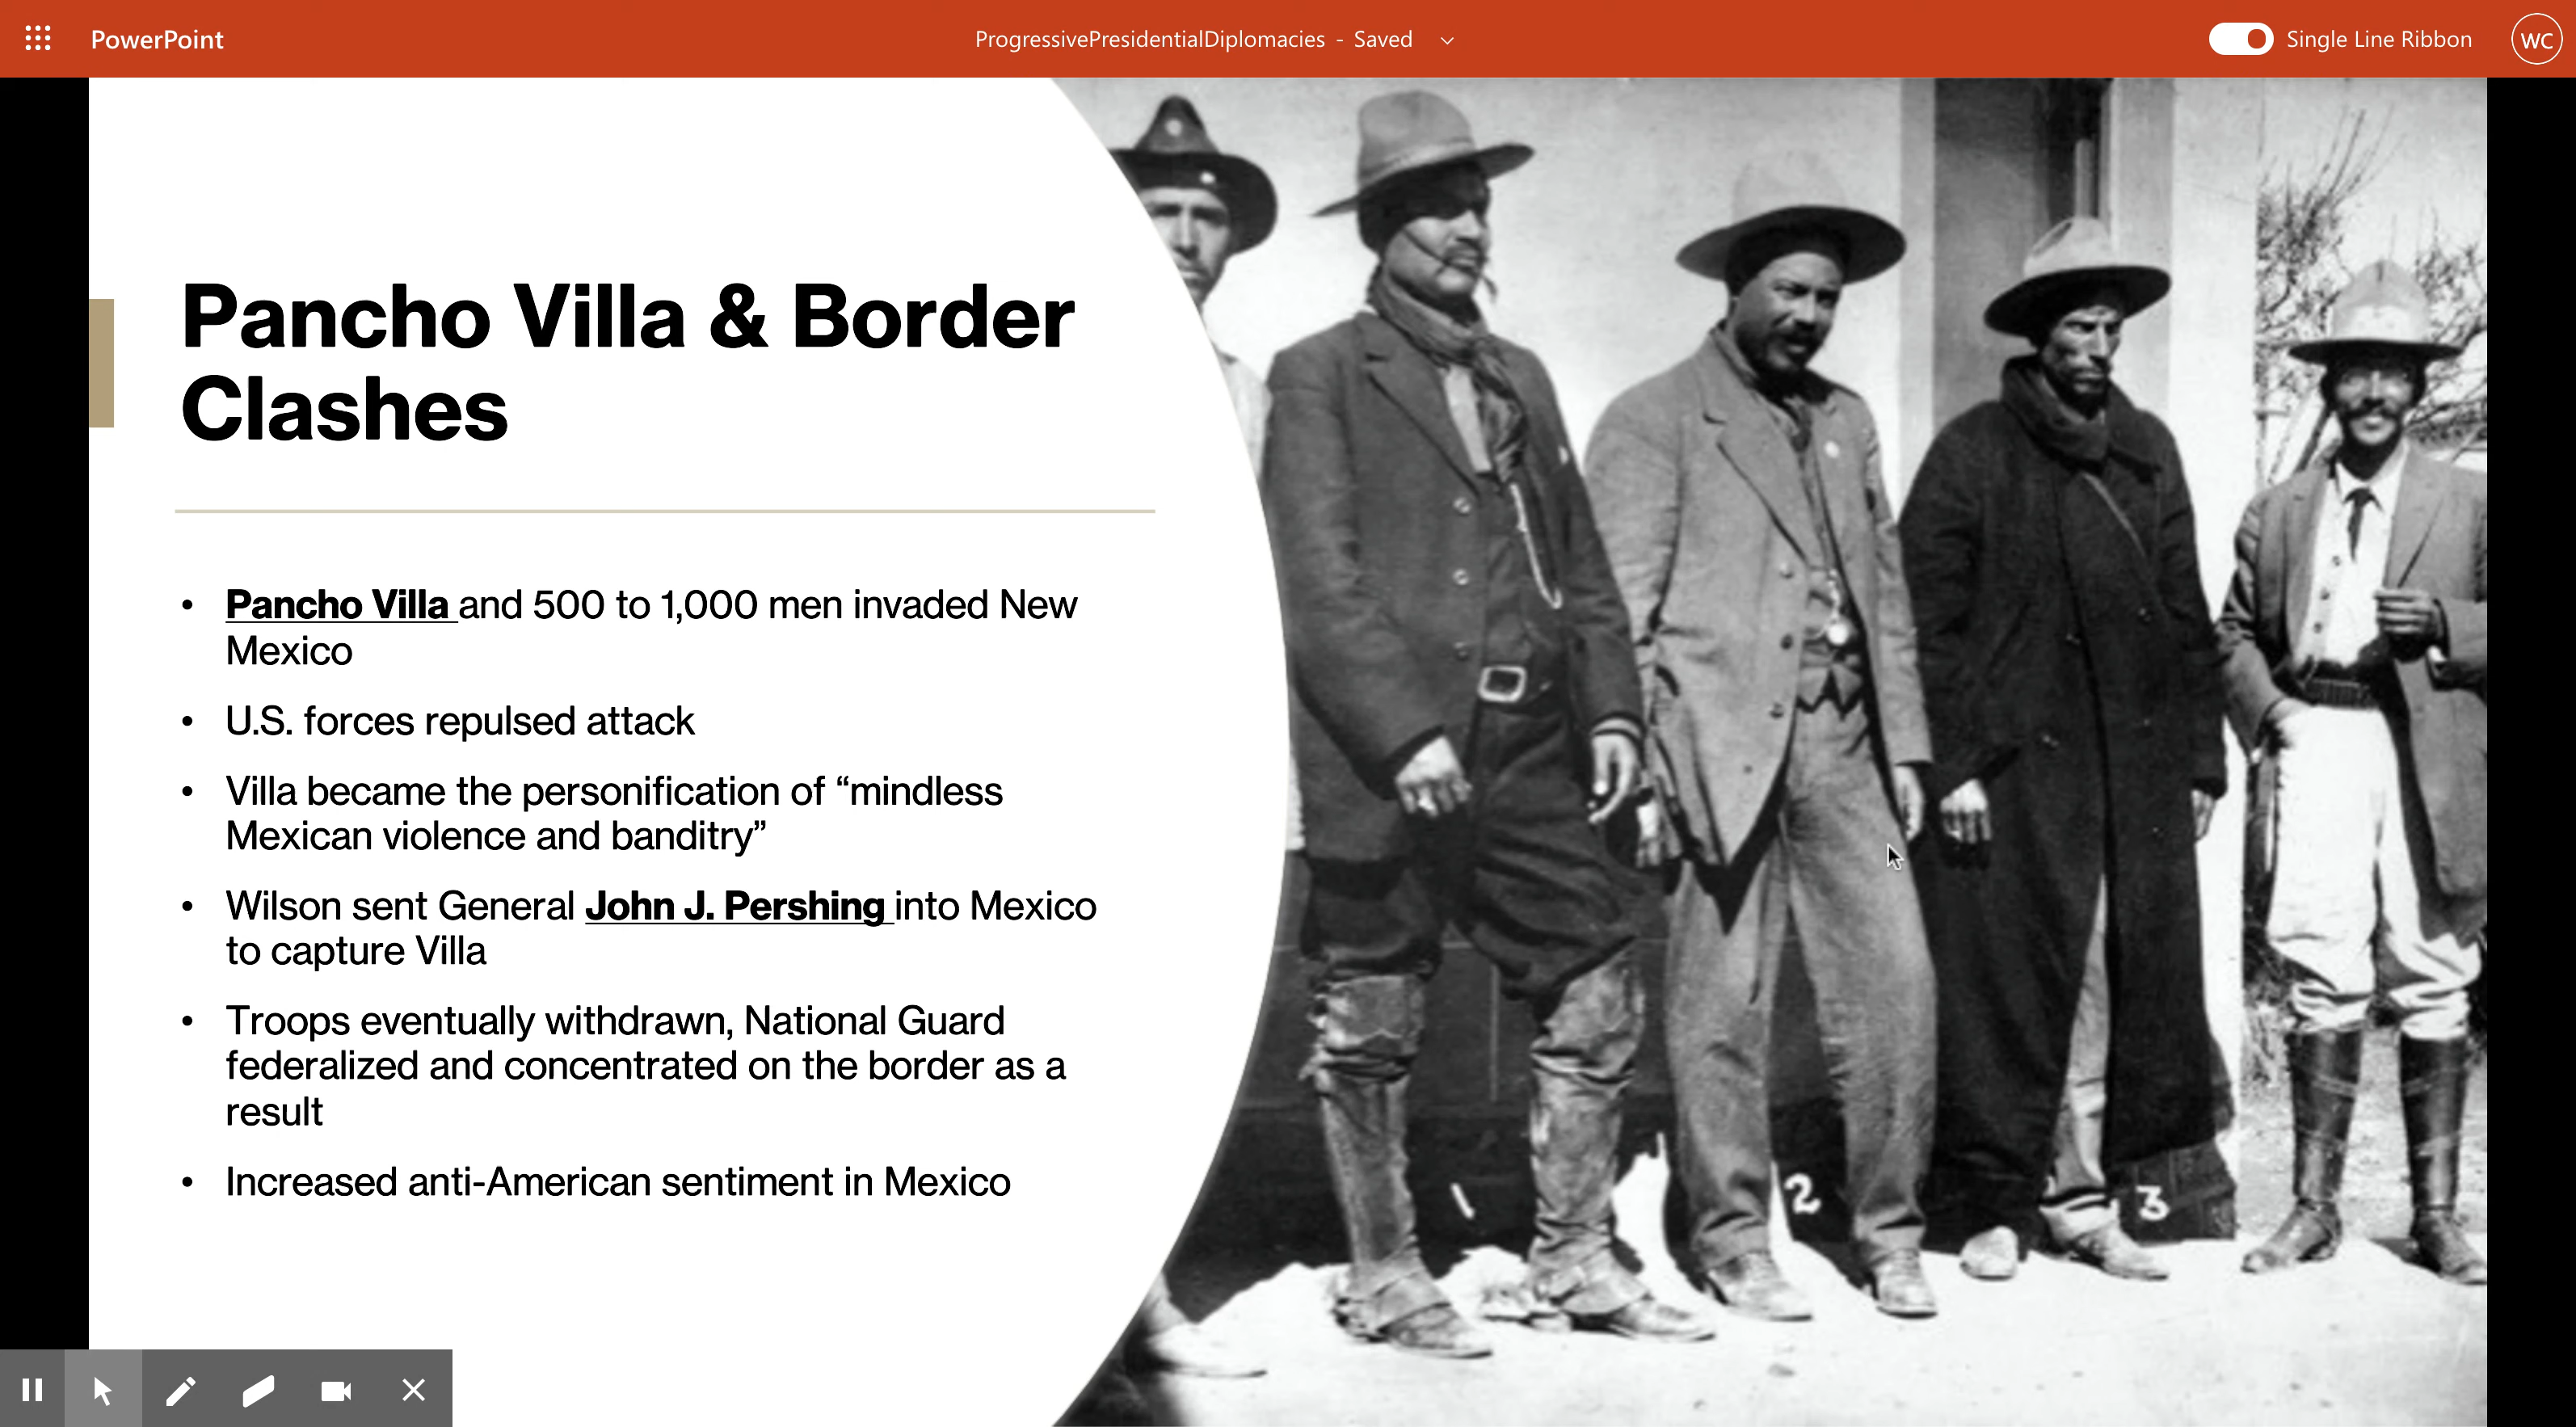 PowerPoint
ProgressivePresidentialDiplomacies - Saved
Single Line Ribbon
WC
Pancho Villa & Border
Clashes
• Pancho Villa and 500 to 1,000 men invaded New
Mexico
• U.S. forces repulsed attack
• Villa became the personification of “mindless
Mexican violence and banditry”
• Wilson sent General John J. Pershing into Mexico
to capture Villa
• Troops eventually withdrawn, National Guard
federalized and concentrated on the border as a
result
• Increased anti-American sentiment in Mexico
1 2 3